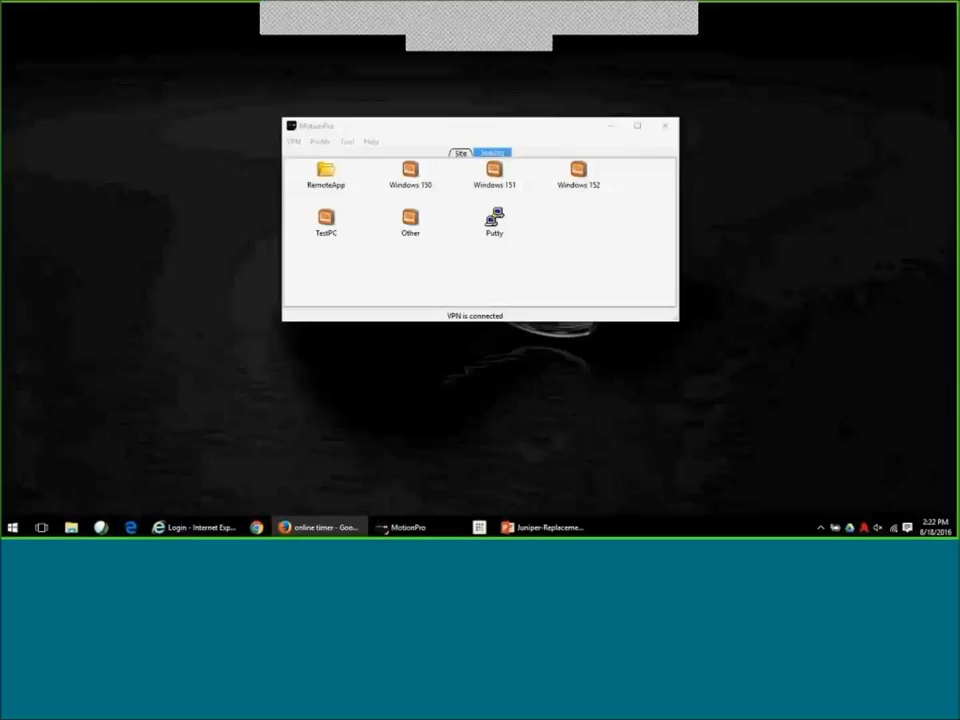 MotionPro
VPN Profile Tool Help
Site
RemoteApp Windows 150 Windows 151 Windows 152
TestPC Other Putty
VPN is connected
Login - Internet Exp...
online timer - Goo...
MotionPro
Juniper-Replaceme...
2:22 PM
8/18/2016